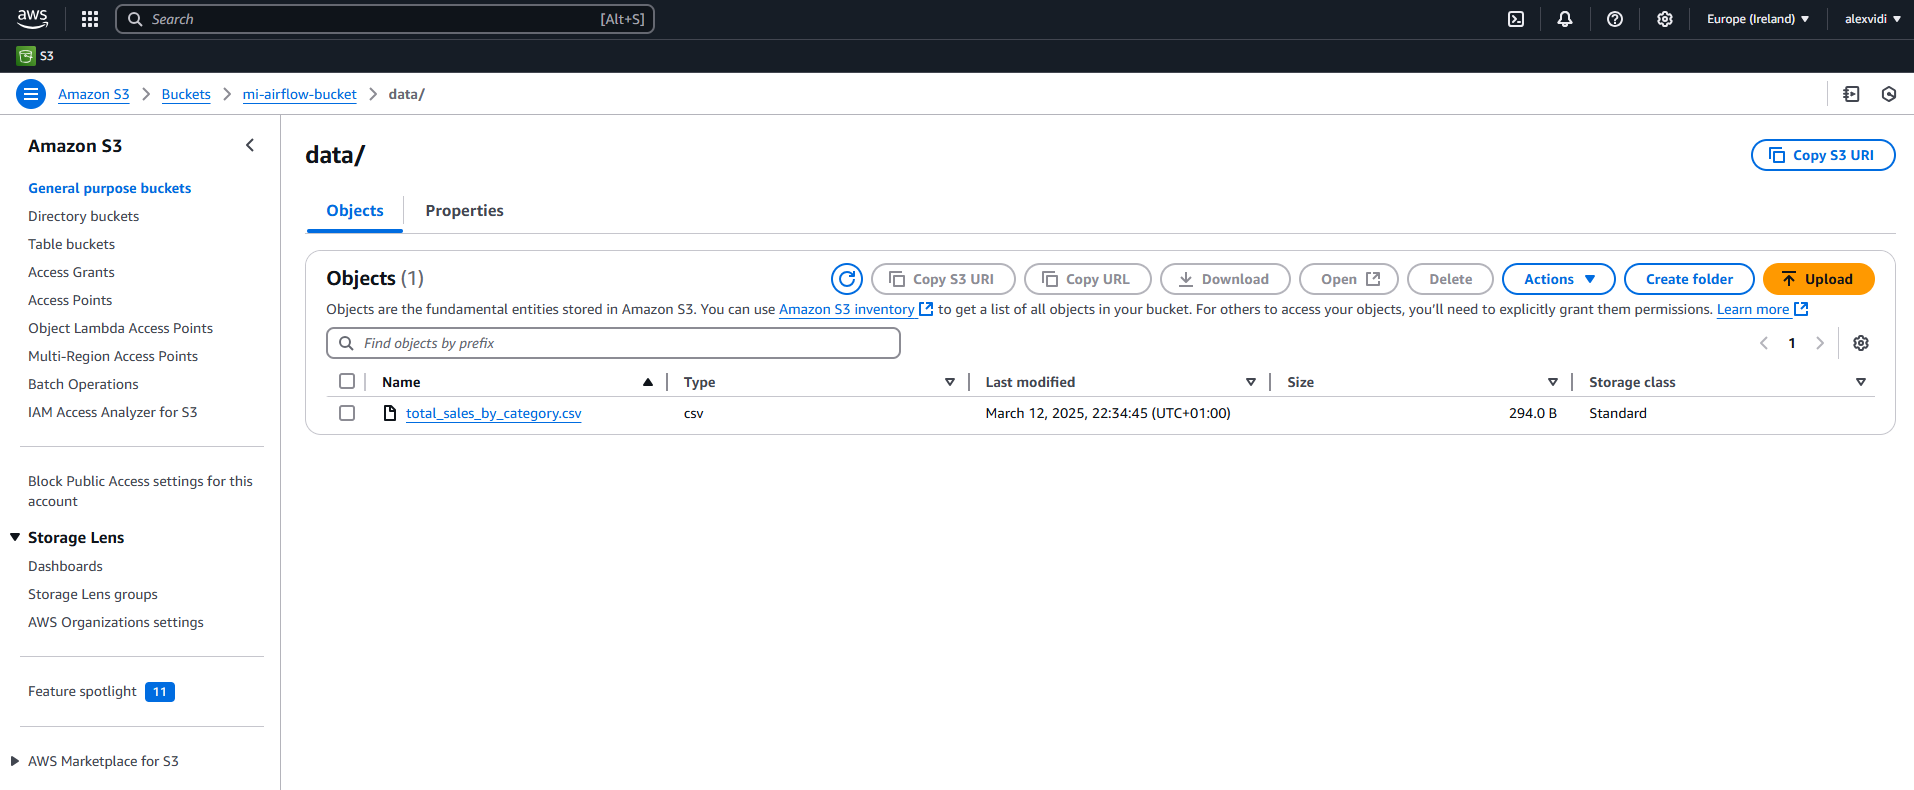 aws
Search [Alt+S]
Europe (Ireland) alexvidi
S3
Amazon S3 Buckets mi-airflow-bucket data/
Amazon S3
General purpose buckets
Directory buckets
Table buckets
Access Grants
Access Points
Object Lambda Access Points
Multi-Region Access Points
Batch Operations
IAM Access Analyzer for S3
Block Public Access settings for this
account
Storage Lens
Dashboards
Storage Lens groups
AWS Organizations settings
Feature spotlight 11
AWS Marketplace for S3
data/
Copy S3 URI
Objects Properties
Objects (1)
Copy S3 URI Copy URL Download Open Delete Actions Create folder Upload
Objects are the fundamental entities stored in Amazon S3. You can use Amazon S3 inventory to get a list of all objects in your bucket. For others to access your objects, you’ll need to explicitly grant them permissions. Learn more
Find objects by prefix
1
Name Type Last modified Size Storage class
total_sales_by_category.csv csv March 12, 2025, 22:34:45 (UTC+01:00) 294.0 B Standard